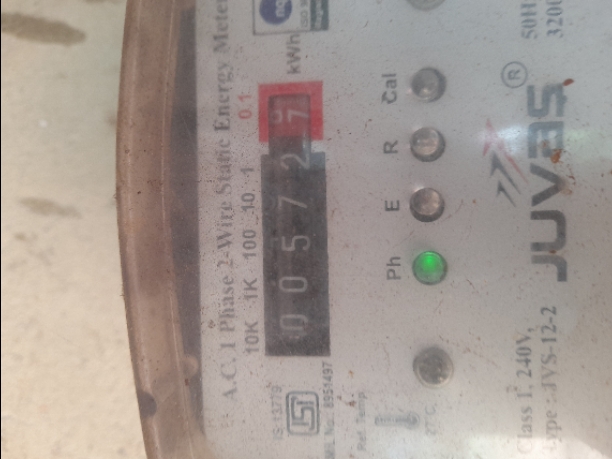 A.C. 1 Phase 2-Wire Static Energy Meter
10K 1K 100 10 1 0.1
0 0 5 7 2 7 kWh
IS:13779
Ref. Temp.
27°C
Ph E R Cal
JUVAS®
Class 1, 240V,
50H
320
Type : JVS-12-2